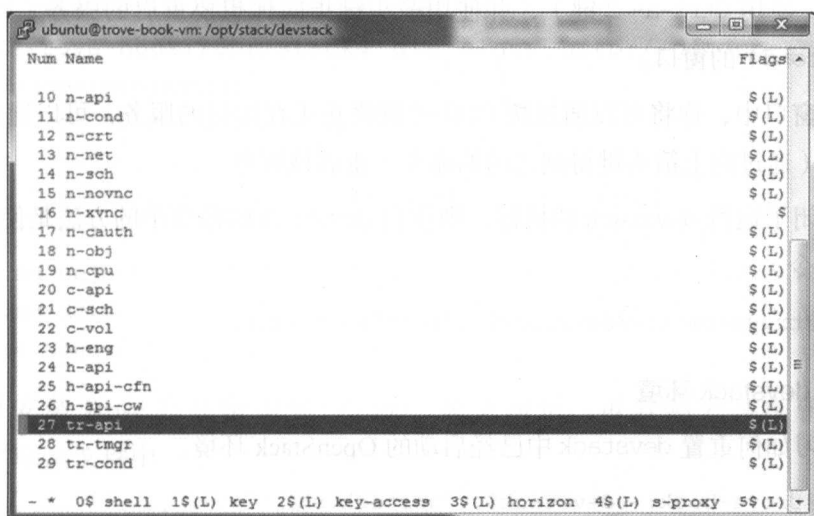 ubuntu@trove-book-vm: /opt/stack/devstack
Num Name Flags
10 n-api $(L)
11 n-cond $(L)
12 n-crt $(L)
13 n-net $(L)
14 n-sch $(L)
15 n-novnc $(L)
16 n-xvnc $
17 n-cauth $(L)
18 n-obj $(L)
19 n-cpu $(L)
20 c-api $(L)
21 c-sch $(L)
22 c-vol $(L)
23 h-eng $(L)
24 h-api $(L)
25 h-api-cfn $(L)
26 h-api-cw $(L)
27 tr-api $(L)
28 tr-tmgr $(L)
29 tr-cond $(L)
- * 0$ shell 1$(L) key 2$(L) key-access 3$(L) horizon 4$(L) s-proxy 5$(L)